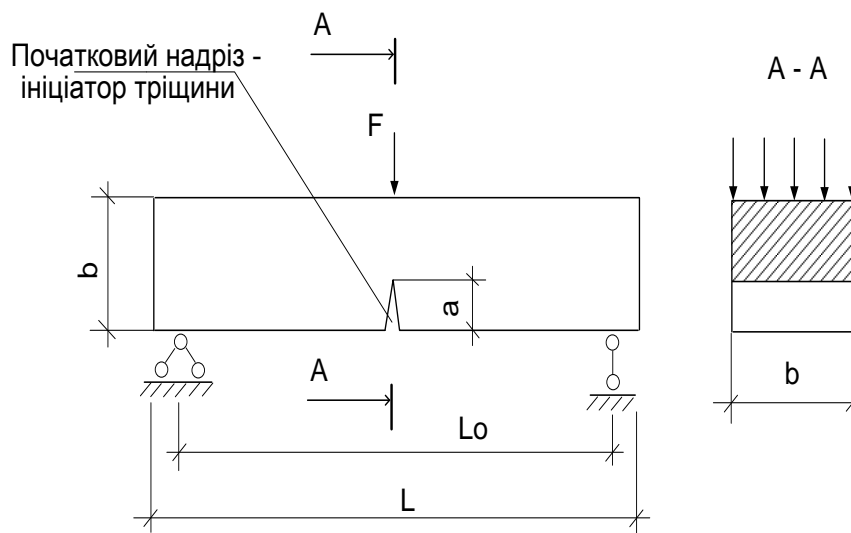 A
Початковий надріз -
ініціатор тріщини
A - A
F
b
a
A
b
Lo
L